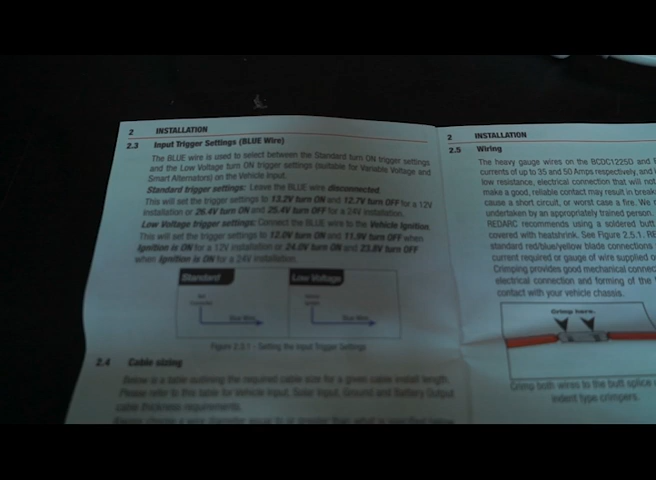 2 INSTALLATION
2.3 Input Trigger Settings (BLUE Wire)
The BLUE wire is used to select between the Standard turn ON trigger settings
and the Low Voltage turn ON trigger settings (suitable for Variable Voltage and
Smart Alternators) on the Vehicle Input.
Standard trigger settings: Leave the BLUE wire disconnected.
This will set the trigger settings to 13.2V turn ON and 12.7V turn OFF for a 12V
installation or 26.4V turn ON and 25.4V turn OFF for a 24V installation.
Low Voltage trigger settings: Connect the BLUE wire to the Vehicle Ignition.
This will set the trigger settings to 12.0V turn ON and 11.9V turn OFF when
Ignition is ON for a 12V installation or 24.0V turn ON and 23.8V turn OFF
when Ignition is ON for a 24V installation.
Standard
Low Voltage
Blue Wire
Blue Wire
Figure 2.3.1 - Setting the Input Trigger Settings
2.4 Cable sizing
Below is a table outlining the required cable size for a given cable install length.
Please refer to this table for Vehicle Input, Solar Input, Ground and Battery Output
cable thickness requirements.
2 INSTALLATION
2.5 Wiring
The heavy gauge wires on the BCDC1225D and
currents of up to 35 and 50 Amps respectively, and
low resistance, electrical connection that will not
make a good, reliable contact may result in
cause a short circuit, or worst case a fire. We
undertaken by an appropriately trained person.
REDARC recommends using a soldered butt
covered with heatshrink. See Figure 2.5.1.
standard red/blue/yellow blade connections
current required or gauge of wire supplied
Crimping provides good mechanical
electrical connection and forming of the
contact with your vehicle chassis.
Crimp here.
Crimp both wires to the butt splice
indent type crimpers.